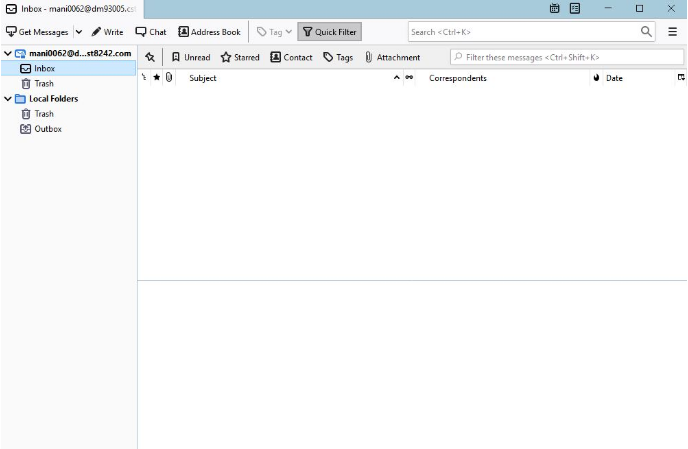 Inbox - mani0062@dm93005.cst
Get Messages Write Chat Address Book Tag Quick Filter Search <Ctrl+K>
mani0062@d...st8242.com
Unread Starred Contact Tags Attachment Filter these messages <Ctrl+Shift+K>
Inbox
Subject Correspondents Date
Trash
Local Folders
Trash
Outbox